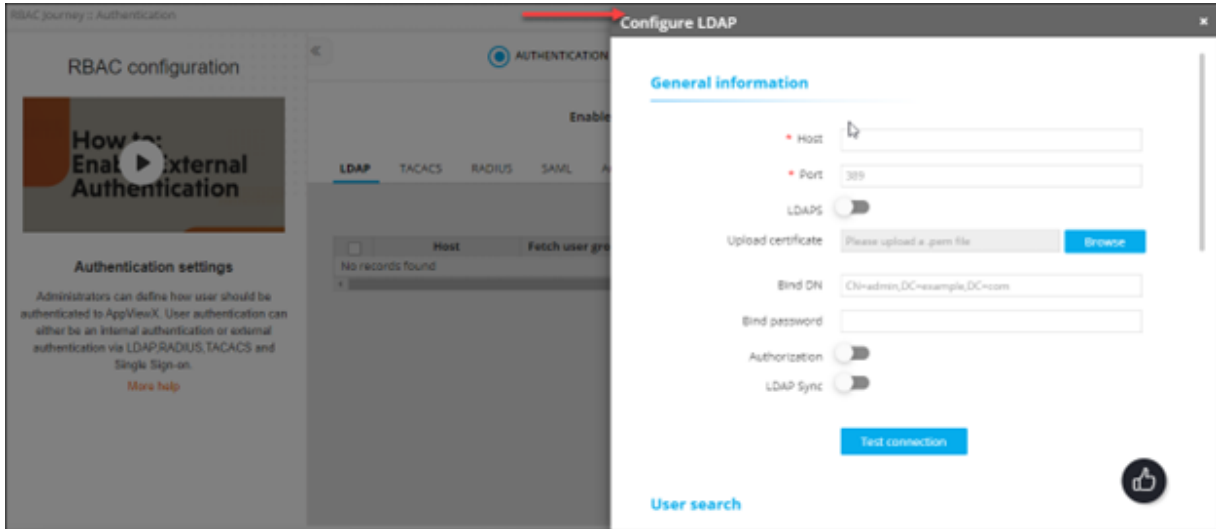 RBAC Journey :: Authentication
RBAC configuration
How to:
Enable External
Authentication
Authentication settings
Administrators can define how user should be
authenticated to AppViewX. User authentication can
either be an internal authentication or external
authentication via LDAP,RADIUS,TACACS and
Single Sign-on.
More help
AUTHENTICATION
Enable
LDAP TACACS RADIUS SAML
Host Fetch user gro
No records found
Configure LDAP
General information
* Host
* Port 389
LDAPS
Upload certificate Please upload a .pem file Browse
Bind DN CN=admin,DC=example,DC=com
Bind password
Authorization
LDAP Sync
Test connection
User search